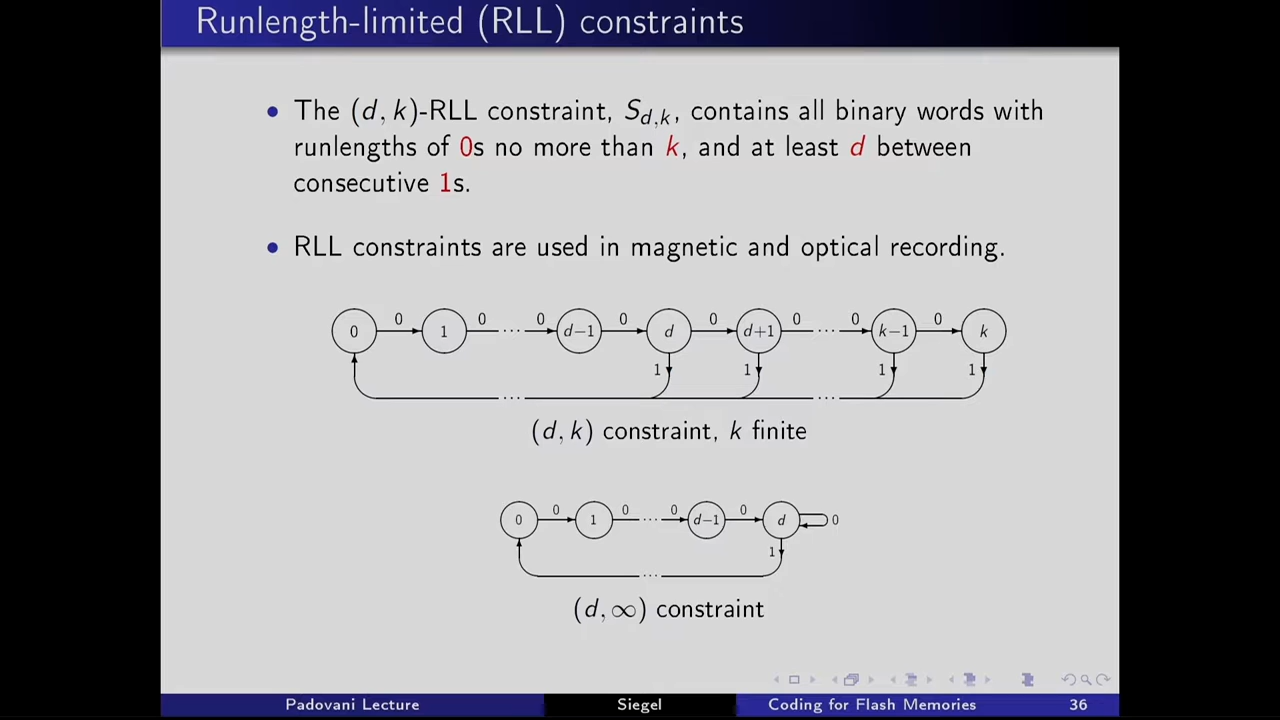 Runlength-limited (RLL) constraints
• The (d, k)-RLL constraint, S_{d,k}, contains all binary words with
runlengths of 0s no more than k, and at least d between
consecutive 1s.
• RLL constraints are used in magnetic and optical recording.
0 0 0 0 0 0 0 0
0 1 ··· d−1 d d+1 ··· k−1 k
1 1 1 1
··· ···
(d, k) constraint, k finite
0 0 0 0
0 1 ··· d−1 d 0
1
···
(d, ∞) constraint
Padovani Lecture Siegel Coding for Flash Memories 36